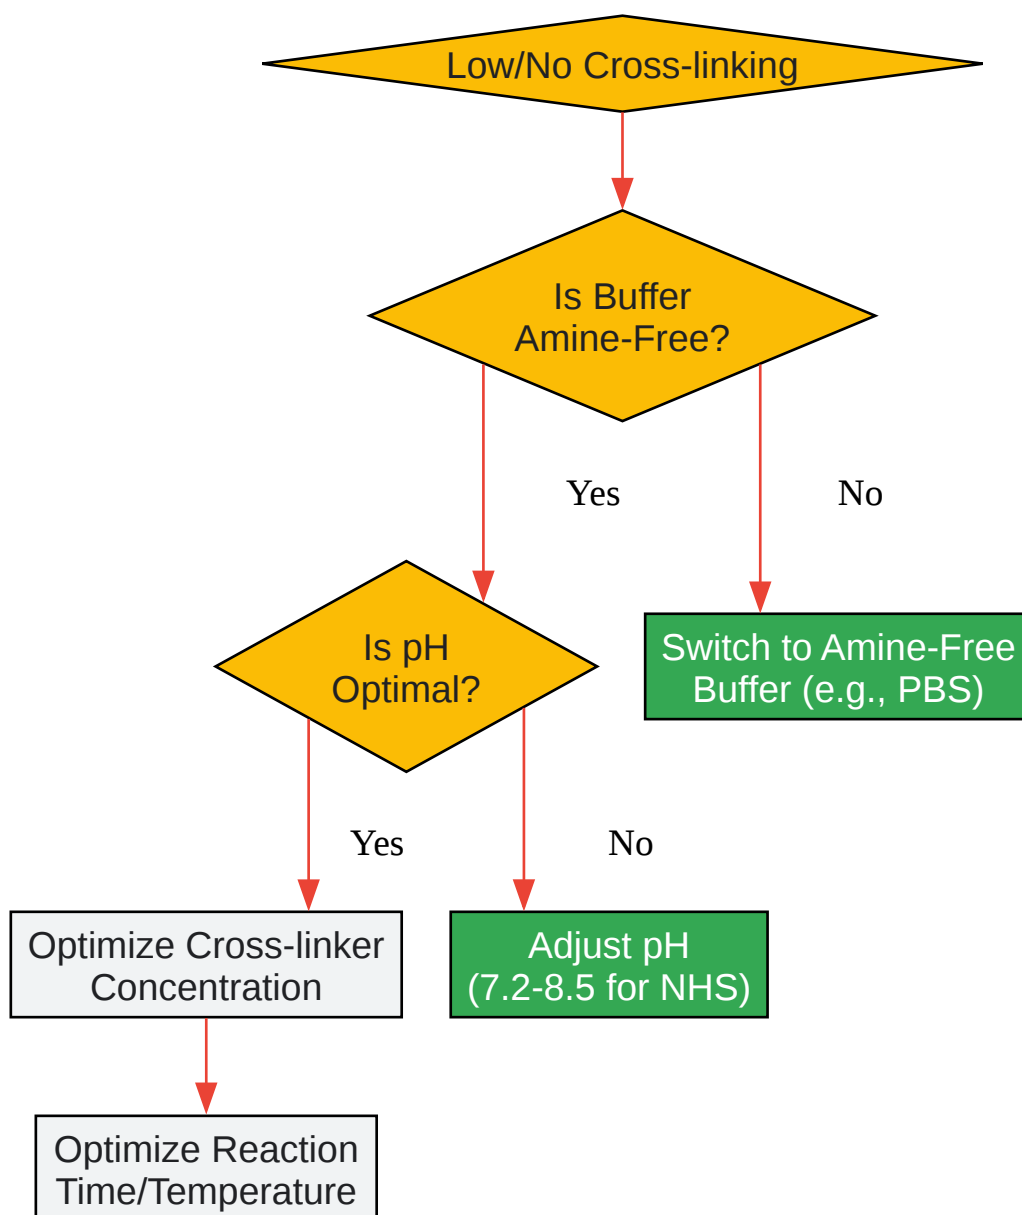 Low/No Cross-linking
Is Buffer
Amine-Free?
Yes
No
Is pH
Optimal?
Switch to Amine-Free
Buffer (e.g., PBS)
Yes
No
Optimize Cross-linker
Concentration
Adjust pH
(7.2-8.5 for NHS)
Optimize Reaction
Time/Temperature